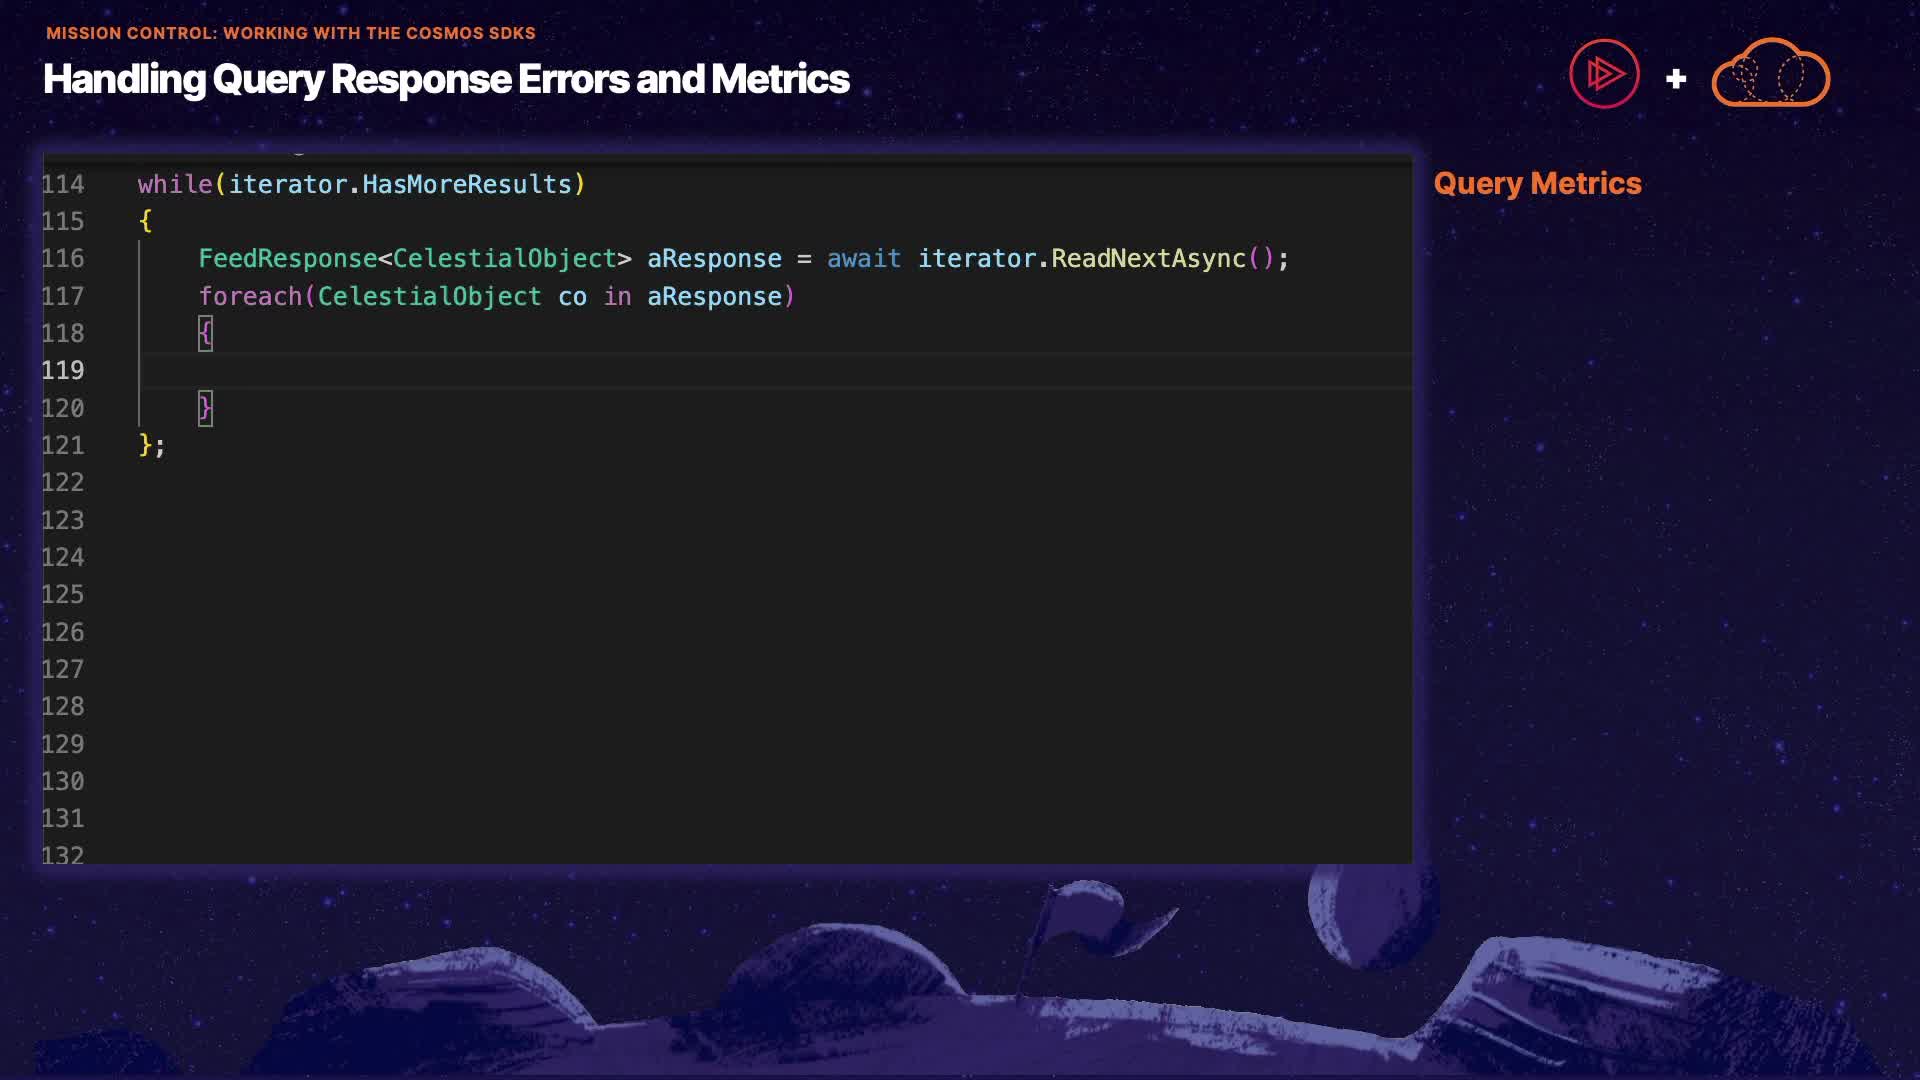 MISSION CONTROL: WORKING WITH THE COSMOS SDKS
Handling Query Response Errors and Metrics
+
Query Metrics
114 while(iterator.HasMoreResults)
115 {
116 FeedResponse<CelestialObject> aResponse = await iterator.ReadNextAsync();
117 foreach(CelestialObject co in aResponse)
118 {
119
120 }
121 };
122
123
124
125
126
127
128
129
130
131
132